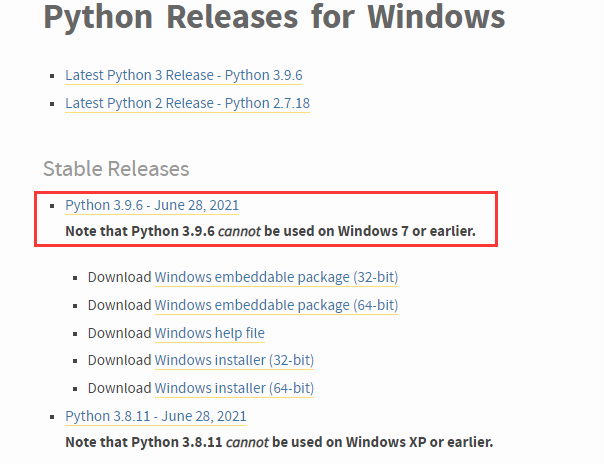 Python Releases for Windows
Latest Python 3 Release - Python 3.9.6
Latest Python 2 Release - Python 2.7.18
Stable Releases
Python 3.9.6 - June 28, 2021
Note that Python 3.9.6 cannot be used on Windows 7 or earlier.
Download Windows embeddable package (32-bit)
Download Windows embeddable package (64-bit)
Download Windows help file
Download Windows installer (32-bit)
Download Windows installer (64-bit)
Python 3.8.11 - June 28, 2021
Note that Python 3.8.11 cannot be used on Windows XP or earlier.